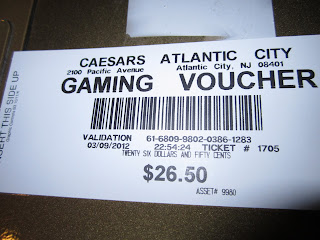 CAESARS ATLANTIC CITY
2100 Pacific Avenue Atlantic City, NJ 08401
GAMING VOUCHER
INSERT THIS SIDE UP
VALIDATION 61-6809-9802-0386-1283
03/09/2012 22:54:24 TICKET # 1705
TWENTY SIX DOLLARS AND FIFTY CENTS
$26.50
ASSET# 9980